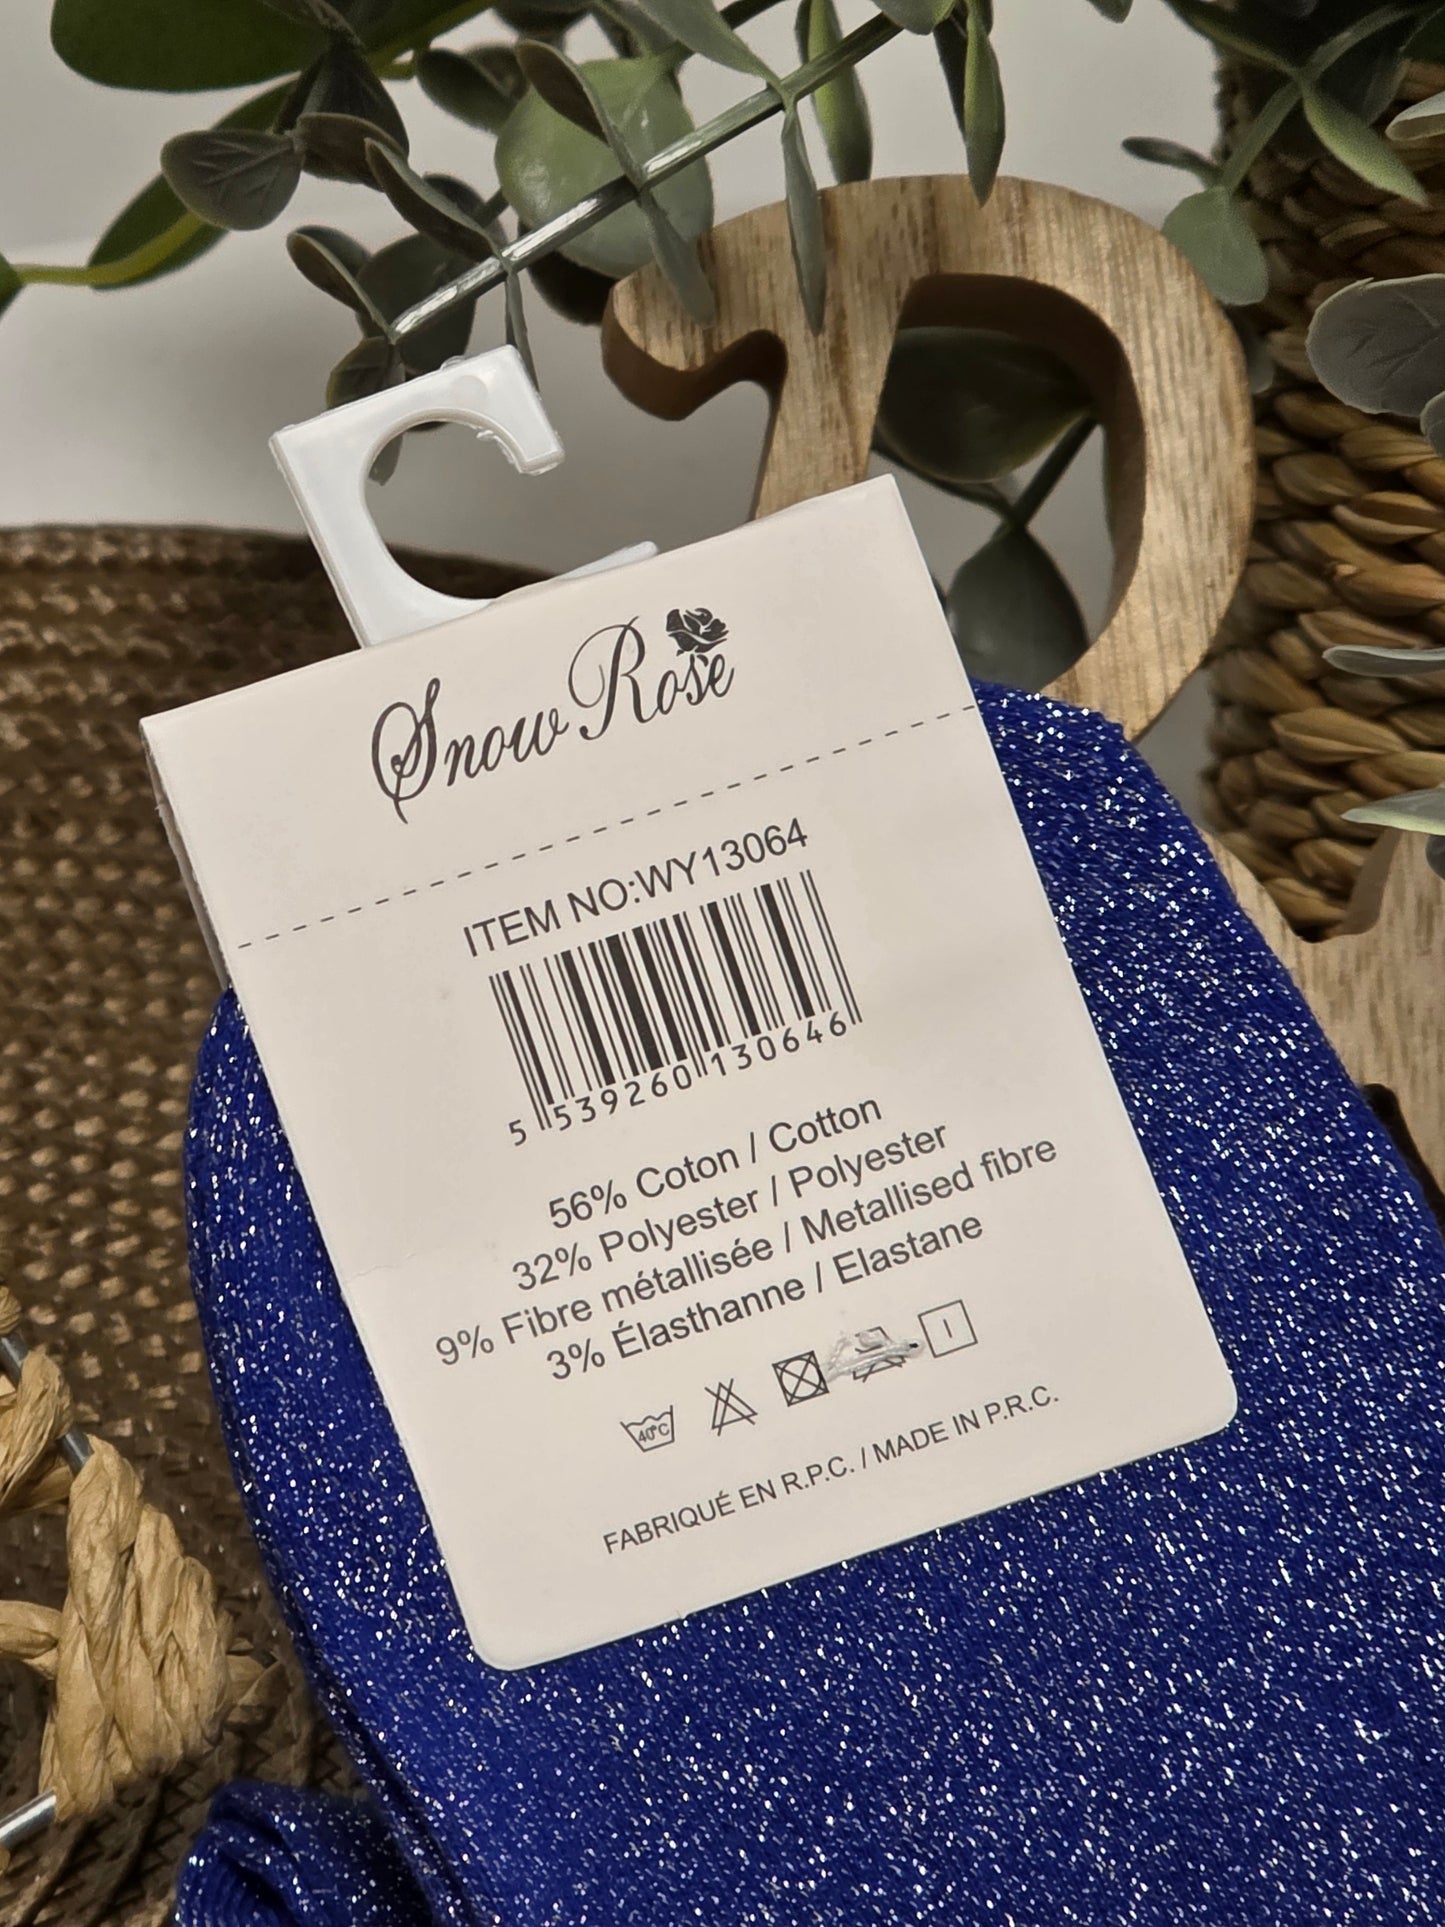 Snow Rose
ITEM NO:WY13064
5 539260 130646
56% Coton / Cotton
32% Polyester / Polyester
9% Fibre métallisée / Metallised fibre
3% Élasthanne / Elastane
40°C
FABRIQUÉ EN R.P.C. / MADE IN P.R.C.